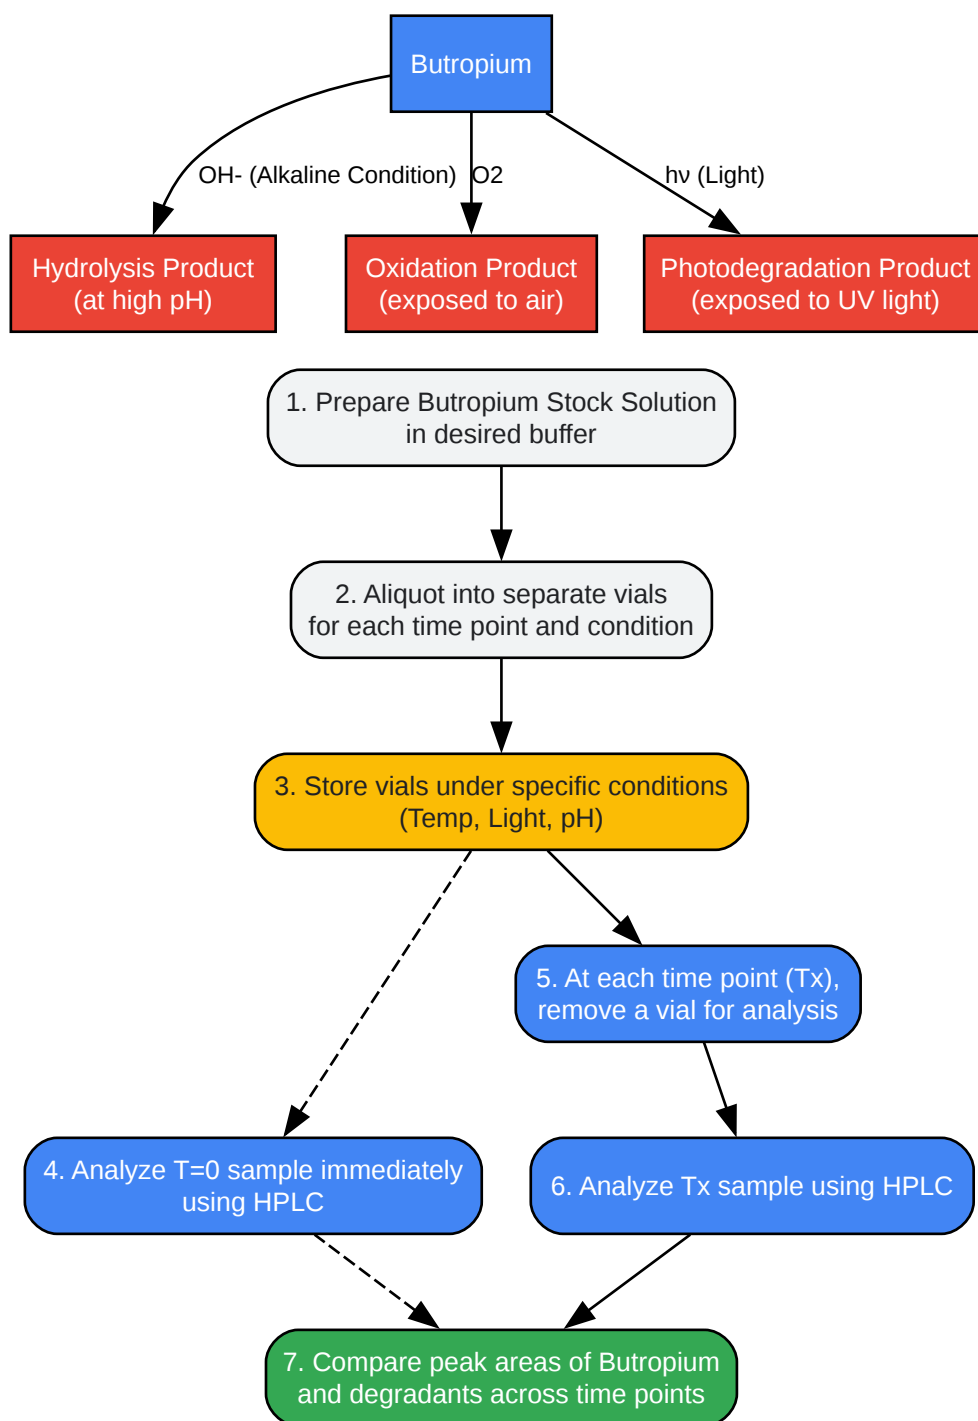 Butropium
OH- (Alkaline Condition)
O2
hν (Light)
Hydrolysis Product
(at high pH)
Oxidation Product
(exposed to air)
Photodegradation Product
(exposed to UV light)
1. Prepare Butropium Stock Solution
in desired buffer
2. Aliquot into separate vials
for each time point and condition
3. Store vials under specific conditions
(Temp, Light, pH)
5. At each time point (Tx),
remove a vial for analysis
4. Analyze T=0 sample immediately
using HPLC
6. Analyze Tx sample using HPLC
7. Compare peak areas of Butropium
and degradants across time points